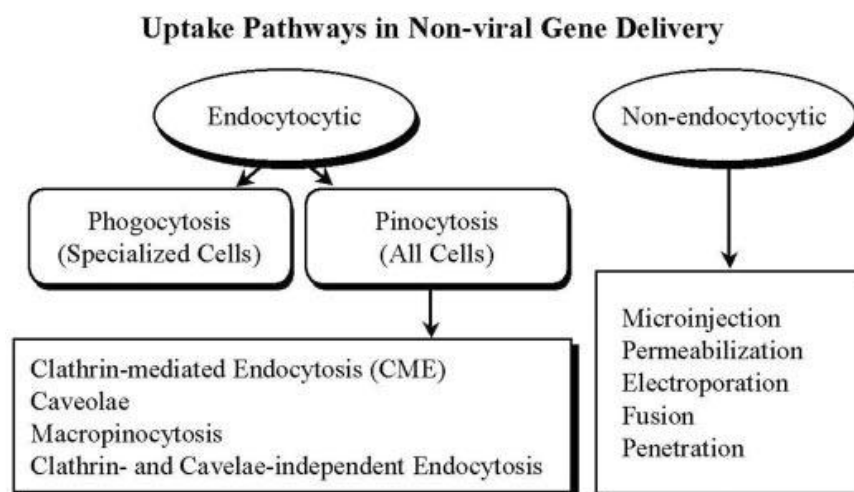 Uptake Pathways in Non-viral Gene Delivery
Endocytocytic
Non-endocytocytic
Phogocytosis
(Specialized Cells)
Pinocytosis
(All Cells)
Clathrin-mediated Endocytosis (CME)
Caveolae
Macropinocytosis
Clathrin- and Cavelae-independent Endocytosis
Microinjection
Permeabilization
Electroporation
Fusion
Penetration